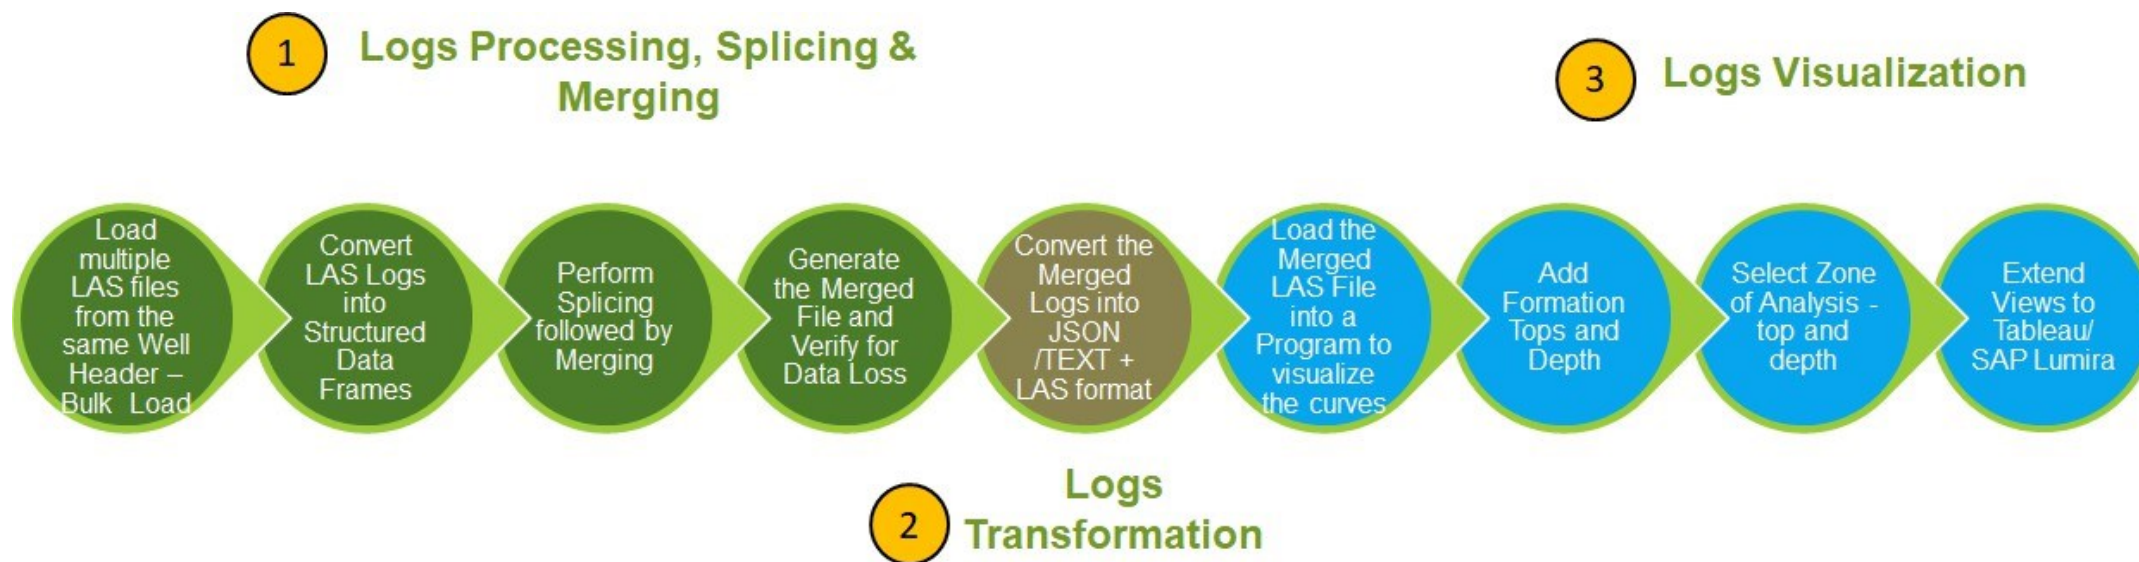 1
Logs Processing, Splicing &
Merging
3
Logs Visualization
Load
multiple
LAS files
from the
same Well
Header –
Bulk Load
Convert
LAS Logs
into
Structured
Data
Frames
Perform
Splicing
followed by
Merging
Generate
the Merged
File and
Verify for
Data Loss
Convert the
Merged
Logs into
JSON
/TEXT +
LAS format
Load the
Merged
LAS File
into a
Program to
visualize
the curves
Add
Formation
Tops and
Depth
Select Zone
of Analysis -
top and
depth
Extend
Views to
Tableau/
SAP Lumira
2
Logs
Transformation